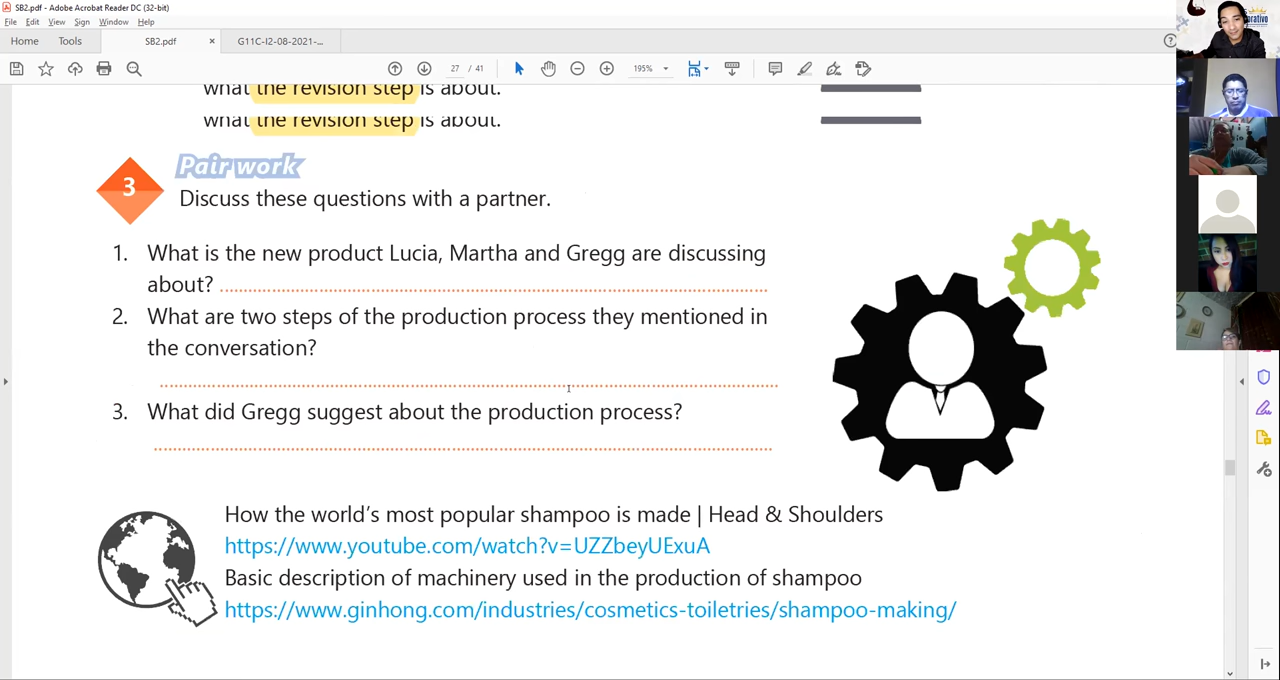 SB2.pdf - Adobe Acrobat Reader DC (32-bit)
File Edit View Sign Window Help
Home Tools SB2.pdf × G11C-I2-08-2021-...
27 / 41 195%
what the revision step is about.
what the revision step is about.
Pair work
3
Discuss these questions with a partner.
1. What is the new product Lucia, Martha and Gregg are discussing
about?
2. What are two steps of the production process they mentioned in
the conversation?
3. What did Gregg suggest about the production process?
How the world's most popular shampoo is made | Head & Shoulders
https://www.youtube.com/watch?v=UZZbeyUExuA
Basic description of machinery used in the production of shampoo
https://www.ginhong.com/industries/cosmetics-toiletries/shampoo-making/